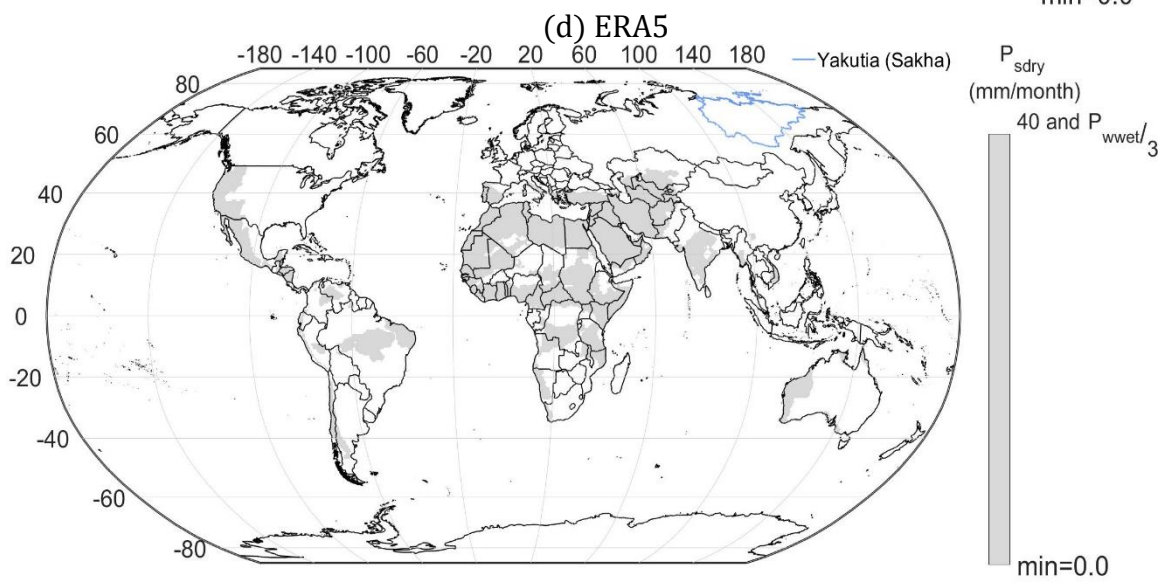 min=0.0
(d) ERA5
-180 -140 -100 -60 -20 20 60 100 140 180
Yakutia (Sakha)
P_sdry
(mm/month)
40 and P_wwet/3
80
60
40
20
0
-20
-40
-60
-80
min=0.0